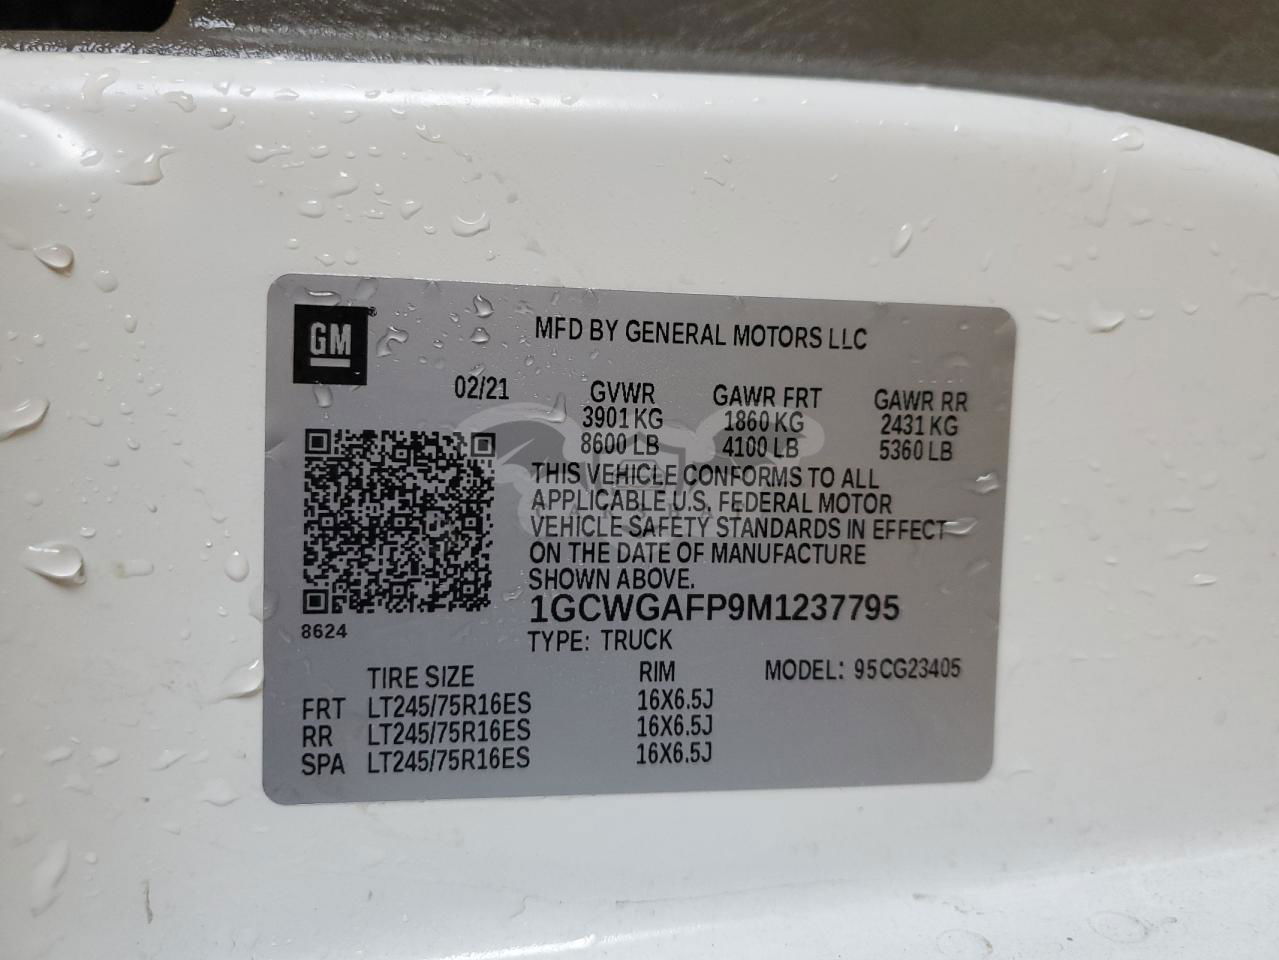 GM
MFD BY GENERAL MOTORS LLC
02/21 GVWR GAWR FRT GAWR RR
3901 KG 1860 KG 2431 KG
8600 LB 4100 LB 5360 LB
THIS VEHICLE CONFORMS TO ALL
APPLICABLE U.S. FEDERAL MOTOR
VEHICLE SAFETY STANDARDS IN EFFECT
ON THE DATE OF MANUFACTURE
SHOWN ABOVE.
1GCWGAFP9M1237795
8624
TYPE: TRUCK
TIRE SIZE RIM MODEL: 95CG23405
FRT LT245/75R16ES 16X6.5J
RR LT245/75R16ES 16X6.5J
SPA LT245/75R16ES 16X6.5J